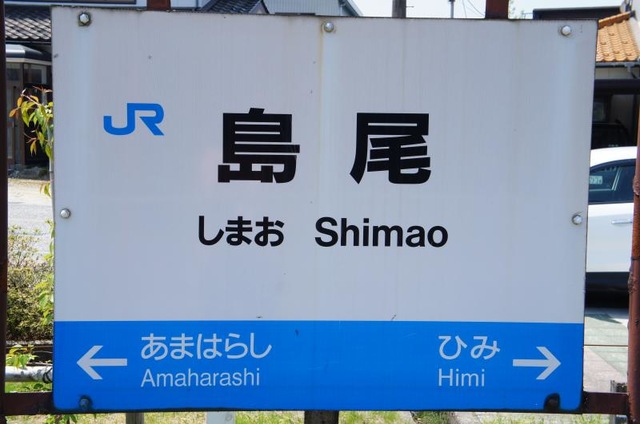 JR 島尾
しまお Shimao
← あまはらし ひみ →
Amaharashi Himi